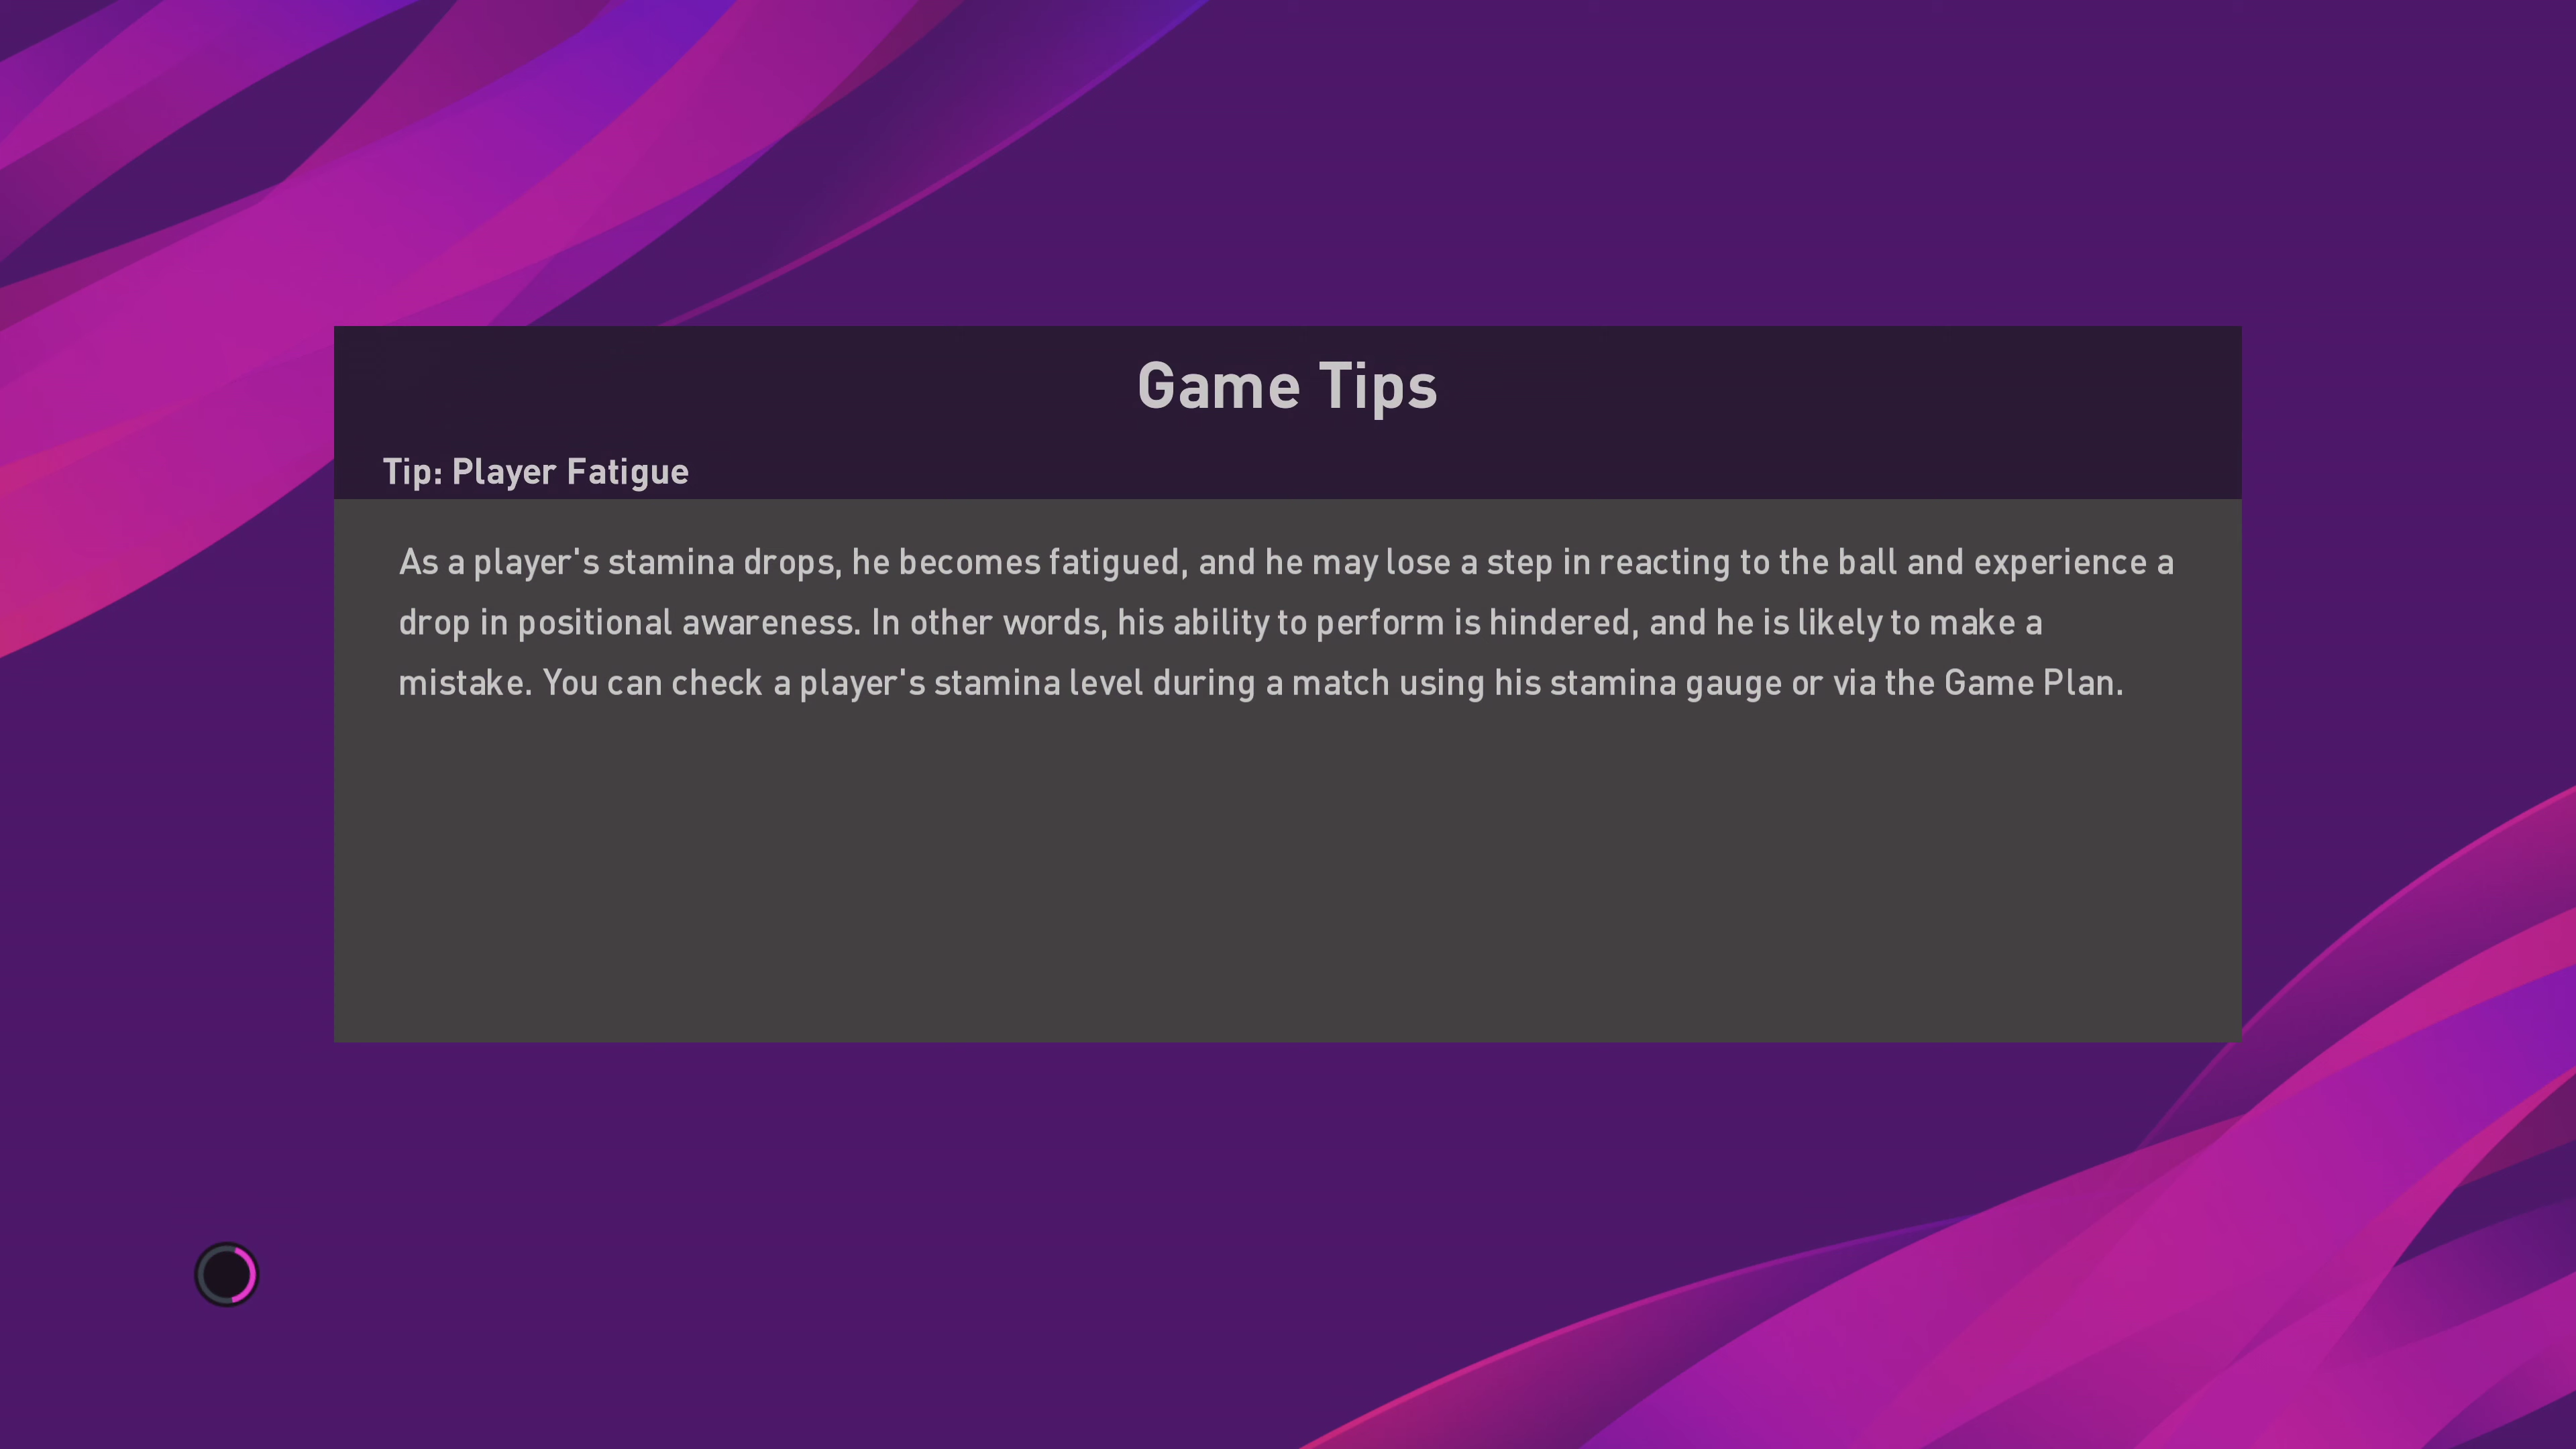 Game Tips
Tip: Player Fatigue
As a player's stamina drops, he becomes fatigued, and he may lose a step in reacting to the ball and experience a
drop in positional awareness. In other words, his ability to perform is hindered, and he is likely to make a
mistake. You can check a player's stamina level during a match using his stamina gauge or via the Game Plan.